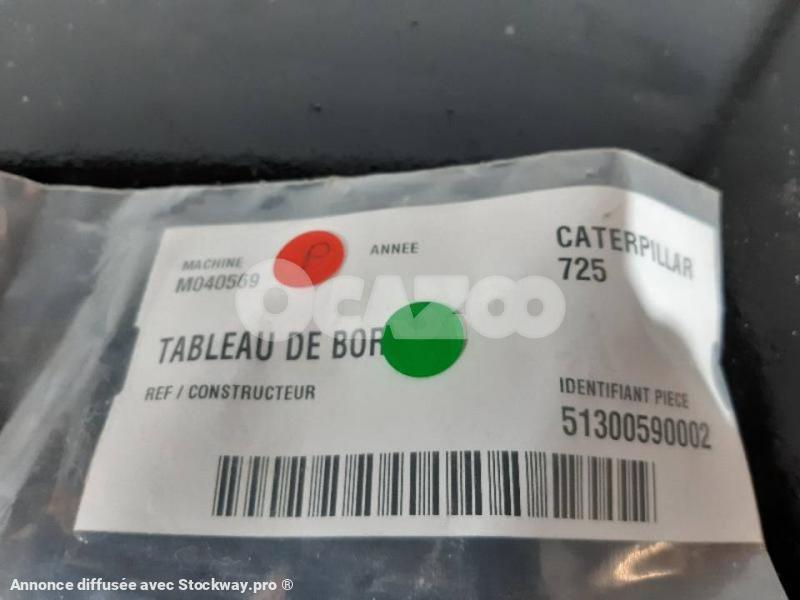 MACHINE
M040569
P
ANNEE
CATERPILLAR
725
OCAZOO
TABLEAU DE BOR
REF / CONSTRUCTEUR
IDENTIFIANT PIECE
51300590002
Annonce diffusée avec Stockway.pro ®